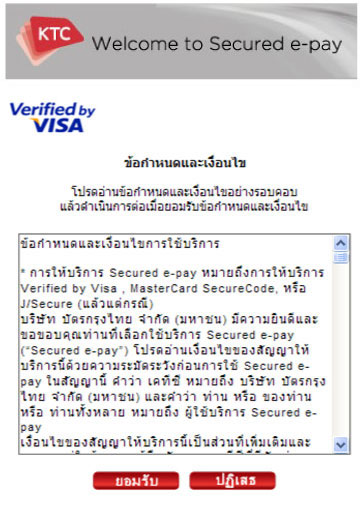 KTC
Welcome to Secured e-pay
Verified by
VISA
ข้อกำหนดและเงื่อนไข
โปรดอ่านข้อกำหนดและเงื่อนไขอย่างรอบคอบ
แล้วดำเนินการต่อเมื่อยอมรับข้อกำหนดและเงื่อนไข
ข้อกำหนดและเงื่อนไขการใช้บริการ
* การให้บริการ Secured e-pay หมายถึงการให้บริการ
Verified by Visa , MasterCard SecureCode, หรือ
J/Secure (แล้วแต่กรณี)
บริษัท บัตรกรุงไทย จำกัด (มหาชน) มีความยินดีและ
ขอขอบคุณท่านที่เลือกใช้บริการ Secured e-pay
("Secured e-pay") โปรดอ่านเงื่อนไขของสัญญาให้
บริการนี้ด้วยความระมัดระวังก่อนการใช้ Secured e-
pay ในสัญญานี้ คำว่า เคทีซี หมายถึง บริษัท บัตรกรุง
ไทย จำกัด (มหาชน) และคำว่า ท่าน หรือ ของท่าน
หรือ ท่านทั้งหลาย หมายถึง ผู้ใช้บริการ Secured e-
pay
เงื่อนไขของสัญญาให้บริการนี้เป็นส่วนที่เพิ่มเติมและ
ยอมรับ
ปฏิเสธ